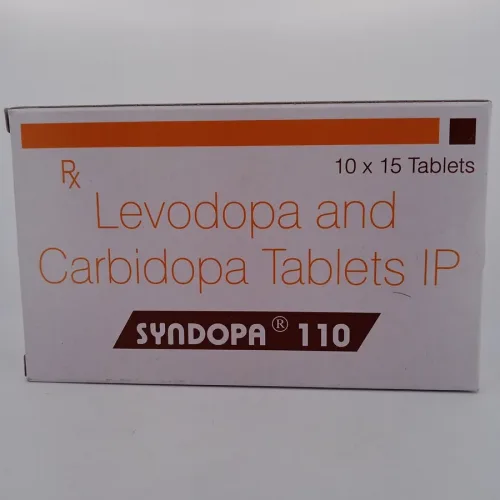 Rx
10 x 15 Tablets
Levodopa and
Carbidopa Tablets IP
SYNDOPA® 110